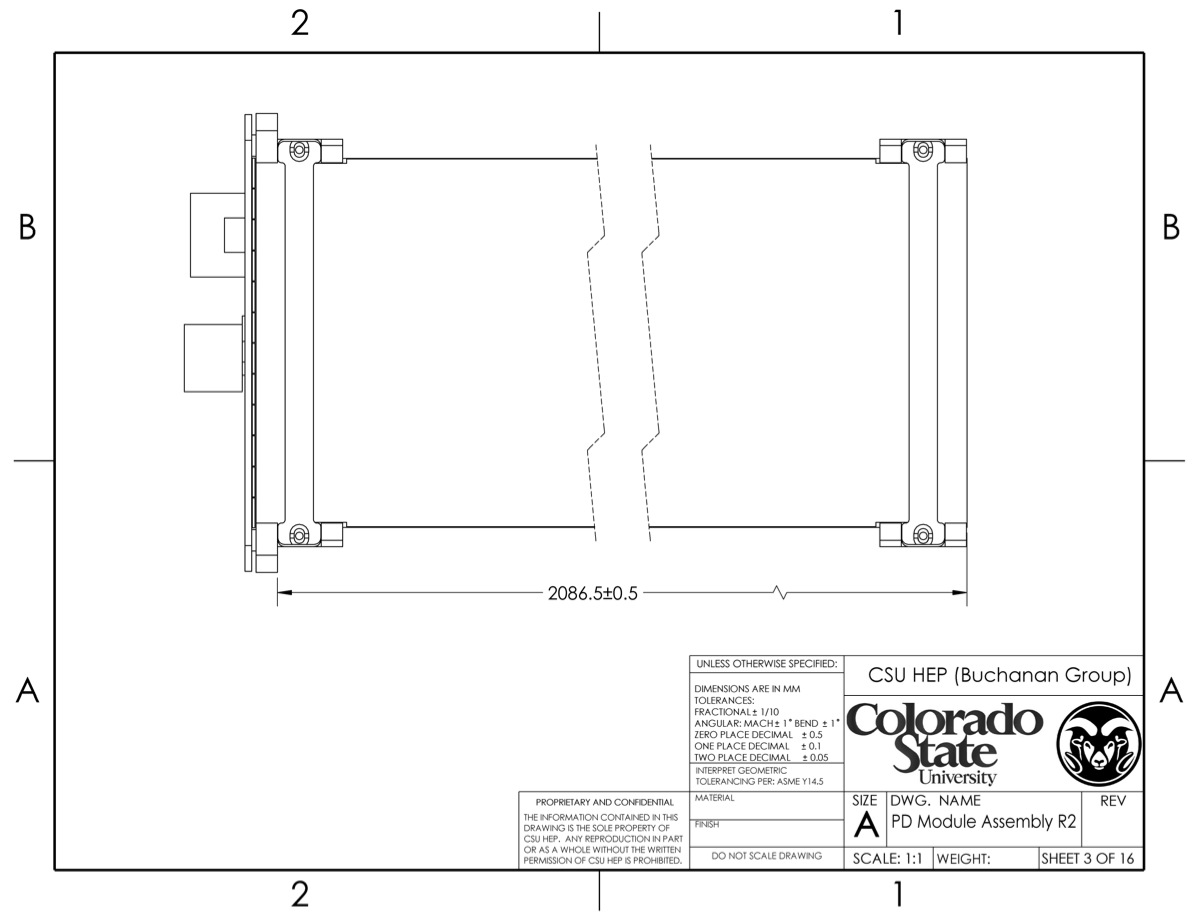 2 1
B B
2086.5±0.5
A A
UNLESS OTHERWISE SPECIFIED:
DIMENSIONS ARE IN MM
TOLERANCES:
FRACTIONAL± 1/10
ANGULAR: MACH± 1° BEND ± 1°
ZERO PLACE DECIMAL ± 0.5
ONE PLACE DECIMAL ± 0.1
TWO PLACE DECIMAL ± 0.05
INTERPRET GEOMETRIC
TOLERANCING PER: ASME Y14.5
MATERIAL
FINISH
DO NOT SCALE DRAWING
CSU HEP (Buchanan Group)
Colorado
State
University
PROPRIETARY AND CONFIDENTIAL
THE INFORMATION CONTAINED IN THIS
DRAWING IS THE SOLE PROPERTY OF
CSU HEP. ANY REPRODUCTION IN PART
OR AS A WHOLE WITHOUT THE WRITTEN
PERMISSION OF CSU HEP IS PROHIBITED.
SIZE DWG. NAME REV
A PD Module Assembly R2
SCALE: 1:1 WEIGHT: SHEET 3 OF 16
2 1